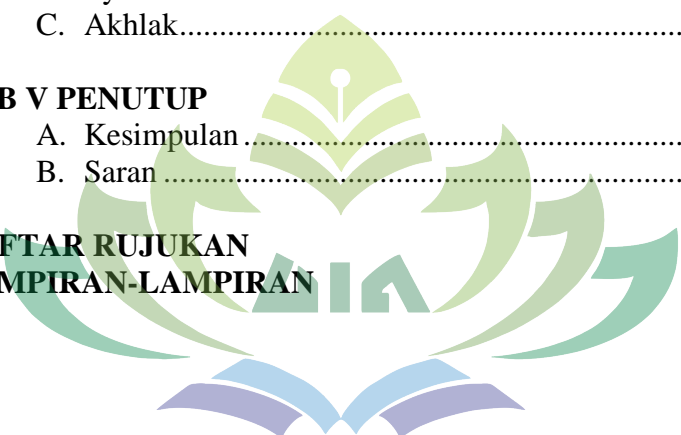 C. Akhlak....................................................................
B V PENUTUP
A. Kesimpulan..........................................................
B. Saran.....................................................................
FTAR RUJUKAN
MPIRAN-LAMPIRAN